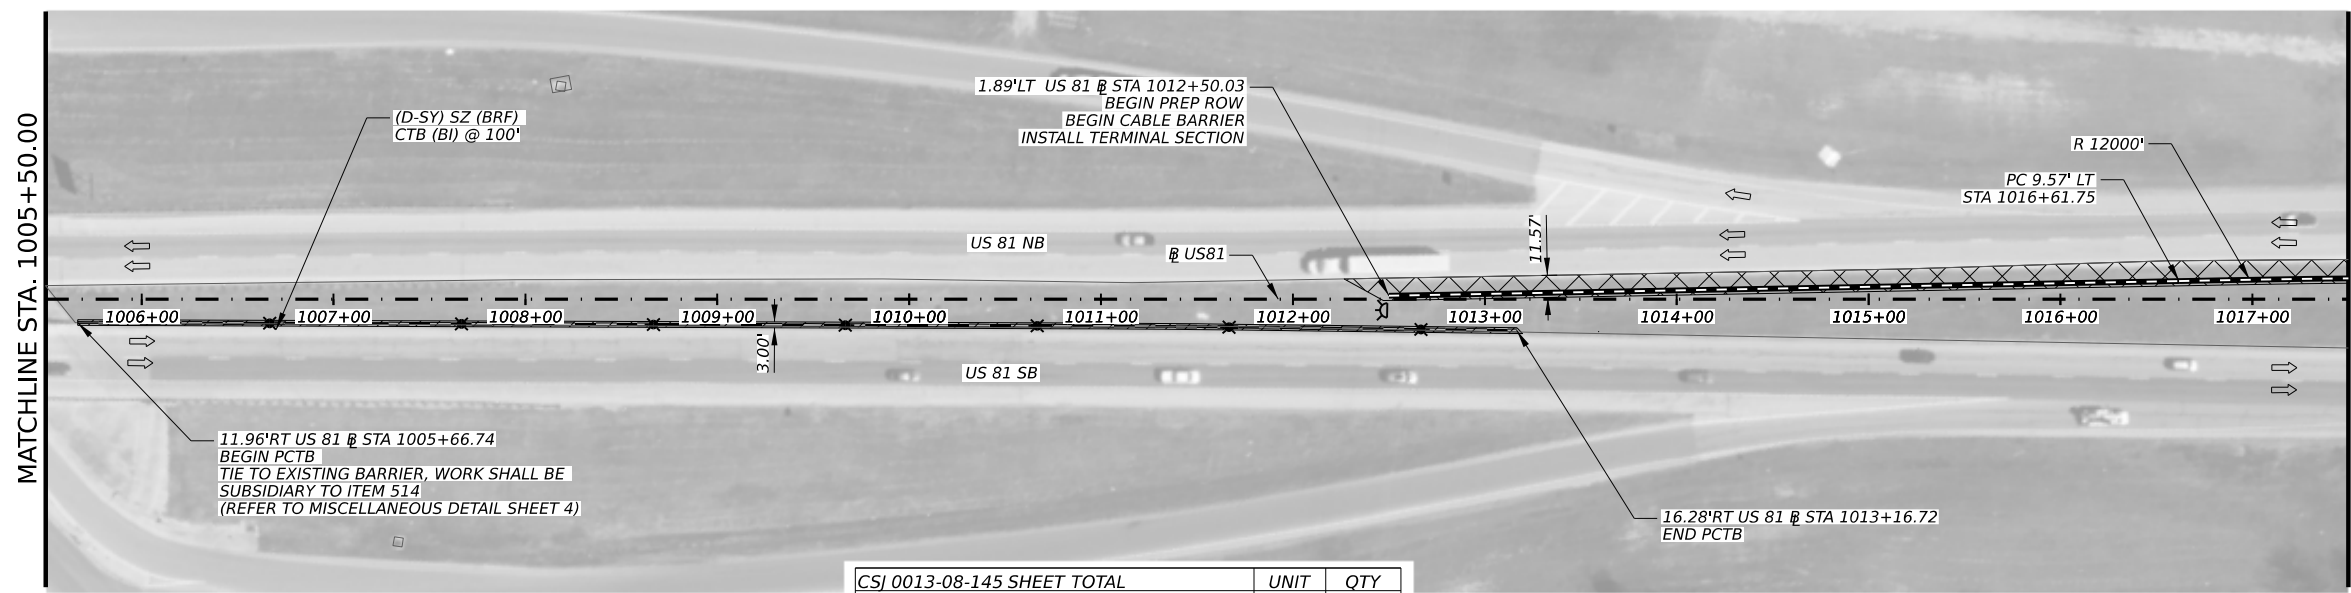 MATCHLINE STA. 1005+50.00
(D-SY) SZ (BRF)
CTB (BI) @ 100'
1.89'LT US 81 BL STA 1012+50.03
BEGIN PREP ROW
BEGIN CABLE BARRIER
INSTALL TERMINAL SECTION
R 12000'
PC 9.57' LT
STA 1016+61.75
11.57'
US 81 NB
BL US81
1006+00
1007+00
1008+00
1009+00
1010+00
1011+00
1012+00
1013+00
1014+00
1015+00
1016+00
1017+00
3.00'
US 81 SB
11.96'RT US 81 BL STA 1005+66.74
BEGIN PCTB
TIE TO EXISTING BARRIER, WORK SHALL BE
SUBSIDIARY TO ITEM 514
(REFER TO MISCELLANEOUS DETAIL SHEET 4)
16.28'RT US 81 BL STA 1013+16.72
END PCTB
CSJ 0013-08-145 SHEET TOTAL UNIT QTY